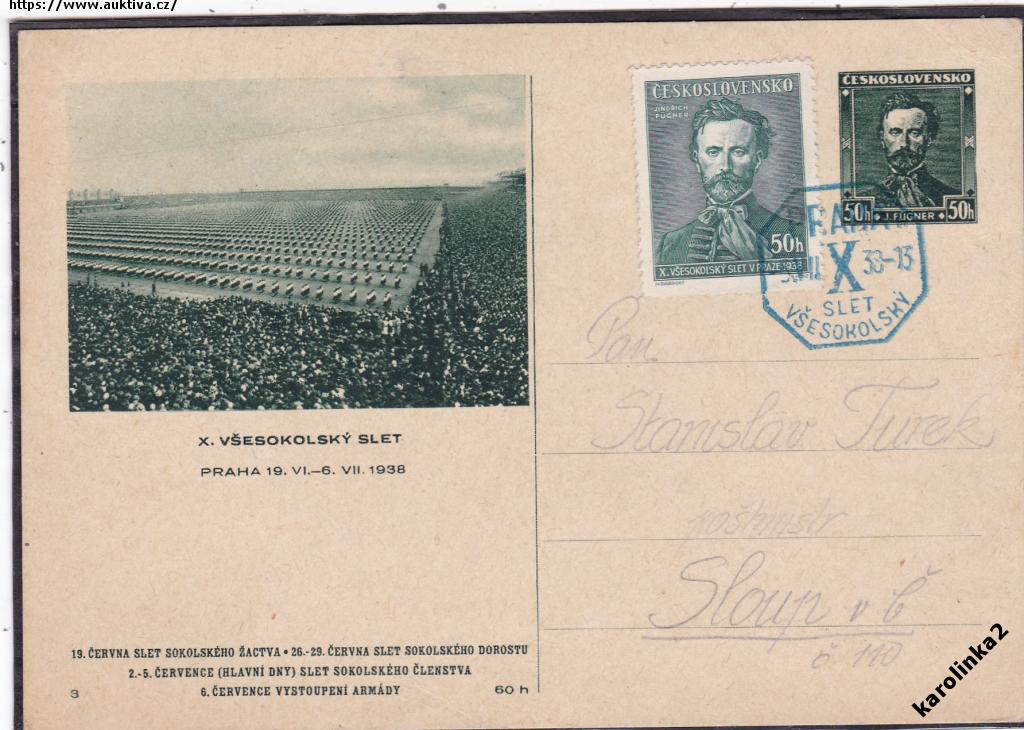 https://www.auktiva.cz/
ČESKOSLOVENSKO
JINDŘICH
FÜGNER
50h
X. VŠESOKOLSKÝ SLET V PRAZE 1938
ČESKOSLOVENSKO
50h J. FÜGNER 50h
PRAHA
X 38-13
SLET
VŠESOKOLSKÝ
X. VŠESOKOLSKÝ SLET
PRAHA 19. VI.–6. VII. 1938
Pan
Stanislav Turek
poštmistr
Sloup v Č
č. 110
19. ČERVNA SLET SOKOLSKÉHO ŽACTVA • 26.-29. ČERVNA SLET SOKOLSKÉHO DOROSTU
2.-5. ČERVENCE (HLAVNÍ DNY) SLET SOKOLSKÉHO ČLENSTVA
6. ČERVENCE VYSTOUPENÍ ARMÁDY
3
60 h
karolinka2